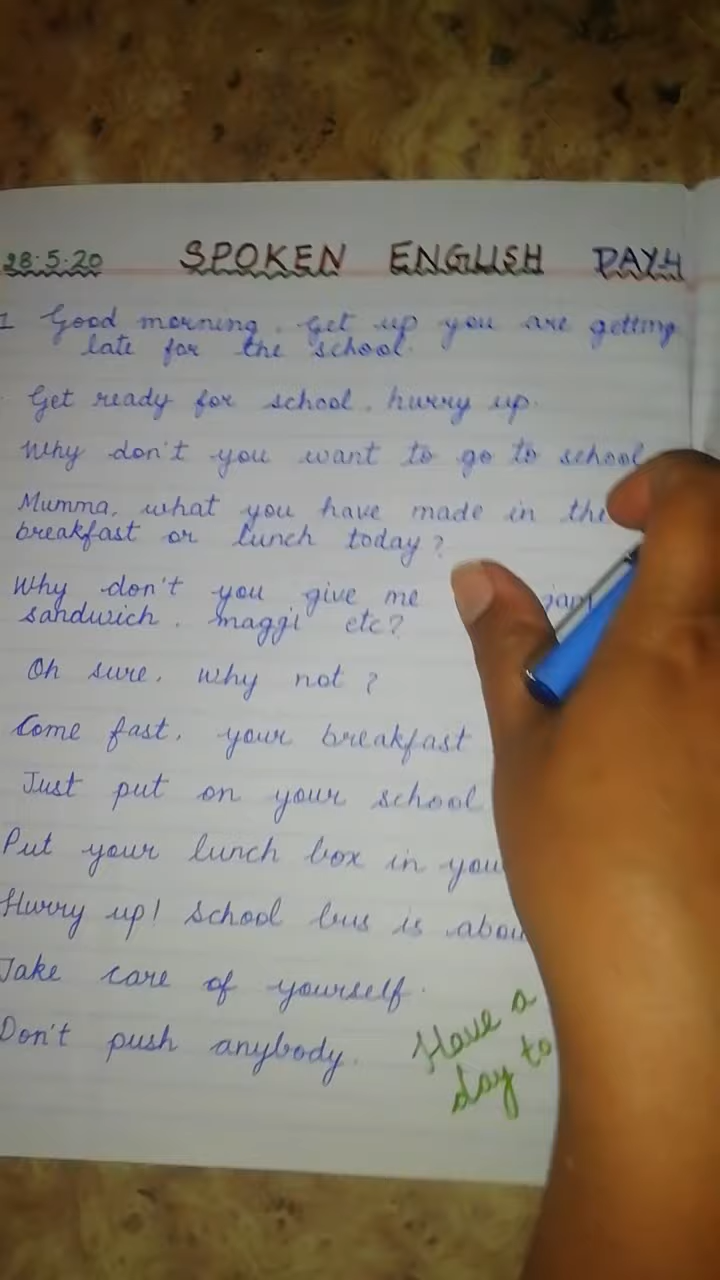 28.5.20 SPOKEN ENGLISH DAY4
1 Good morning. Get up you are getting
late for the school.
Get ready for school. hurry up.
Why don't you want to go to school
Mumma, what you have made in the
breakfast or lunch today?
Why don't you give me jam
sandwich. maggi etc?
Oh sure. why not?
Come fast. your breakfast
Just put on your school
Put your lunch box in you
Hurry up! School bus is abou
Take care of yourself.
Don't push anybody.
Have a
day to